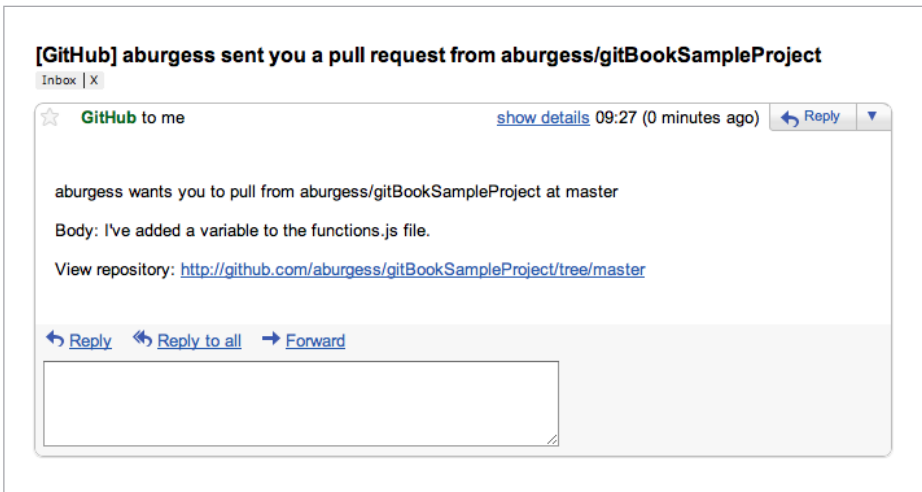 [GitHub] aburgess sent you a pull request from aburgess/gitBookSampleProject
Inbox | X
GitHub to me show details 09:27 (0 minutes ago) Reply
aburgess wants you to pull from aburgess/gitBookSampleProject at master
Body: I've added a variable to the functions.js file.
View repository: http://github.com/aburgess/gitBookSampleProject/tree/master
Reply Reply to all Forward